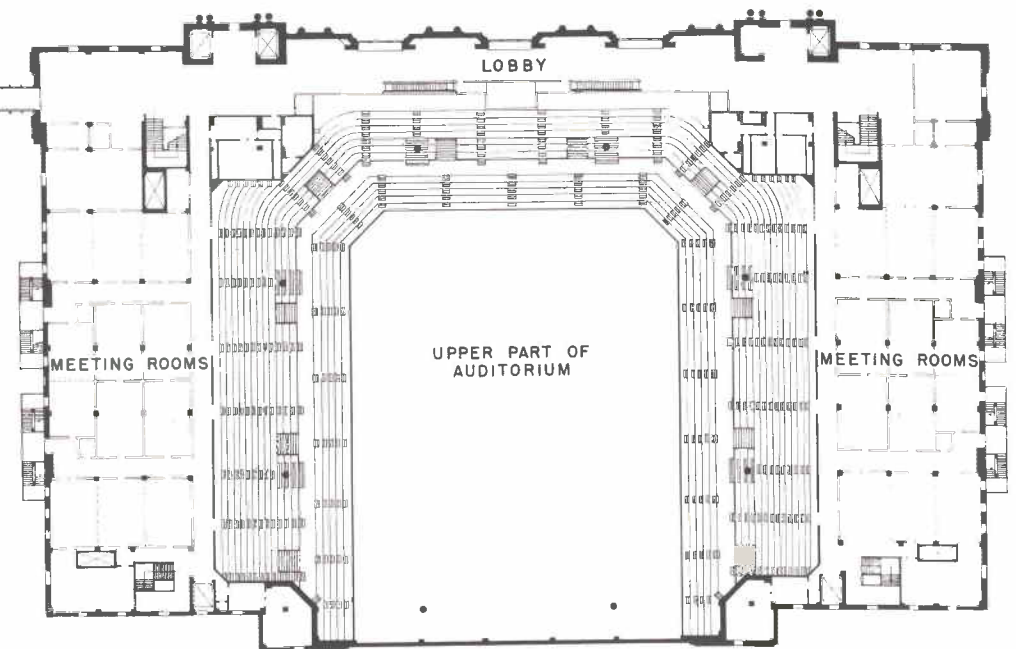 LOBBY
MEETING ROOMS
UPPER PART OF
AUDITORIUM
MEETING ROOMS